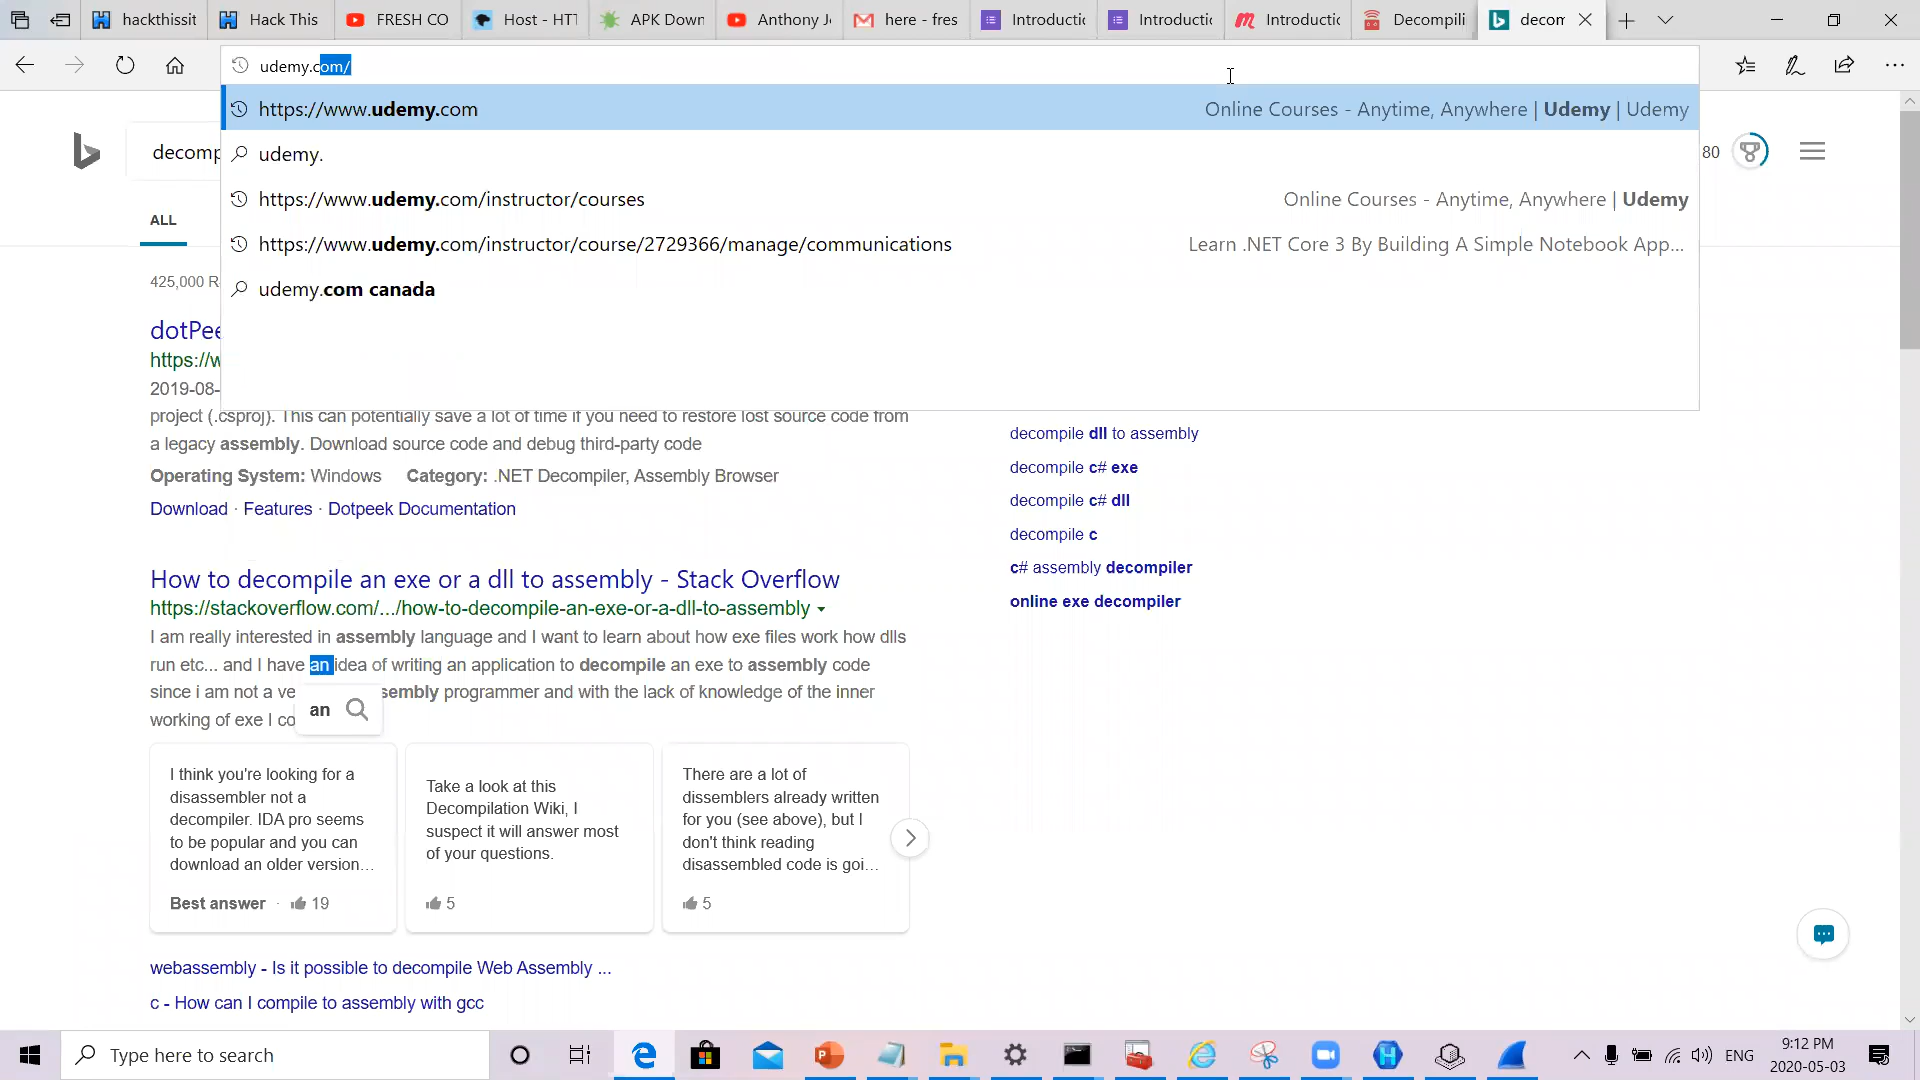 hackthissit
Hack This
FRESH CO
Host - HTT
APK Down
Anthony J
here - fres
Introductic
Introductic
Introductic
Decompili
decom
udemy.com/
https://www.udemy.com
Online Courses - Anytime, Anywhere | Udemy | Udemy
udemy.
https://www.udemy.com/instructor/courses
Online Courses - Anytime, Anywhere | Udemy
https://www.udemy.com/instructor/course/2729366/manage/communications
Learn .NET Core 3 By Building A Simple Notebook App...
udemy.com canada
decomp
80
ALL
425,000 R
dotPee
https://w
2019-08-
project (.csproj). This can potentially save a lot of time if you need to restore lost source code from
a legacy assembly. Download source code and debug third-party code
Operating System: Windows Category: .NET Decompiler, Assembly Browser
Download · Features · Dotpeek Documentation
decompile dll to assembly
decompile c# exe
decompile c# dll
decompile c
c# assembly decompiler
online exe decompiler
How to decompile an exe or a dll to assembly - Stack Overflow
https://stackoverflow.com/.../how-to-decompile-an-exe-or-a-dll-to-assembly
I am really interested in assembly language and I want to learn about how exe files work how dlls
run etc... and I have an idea of writing an application to decompile an exe to assembly code
since i am not a ve sembly programmer and with the lack of knowledge of the inner
working of exe I co
an
I think you're looking for a
disassembler not a
decompiler. IDA pro seems
to be popular and you can
download an older version...
Best answer · 19
Take a look at this
Decompilation Wiki, I
suspect it will answer most
of your questions.
5
There are a lot of
dissemblers already written
for you (see above), but I
don't think reading
disassembled code is goi...
5
webassembly - Is it possible to decompile Web Assembly ...
c - How can I compile to assembly with gcc
Type here to search
ENG
9:12 PM
2020-05-03